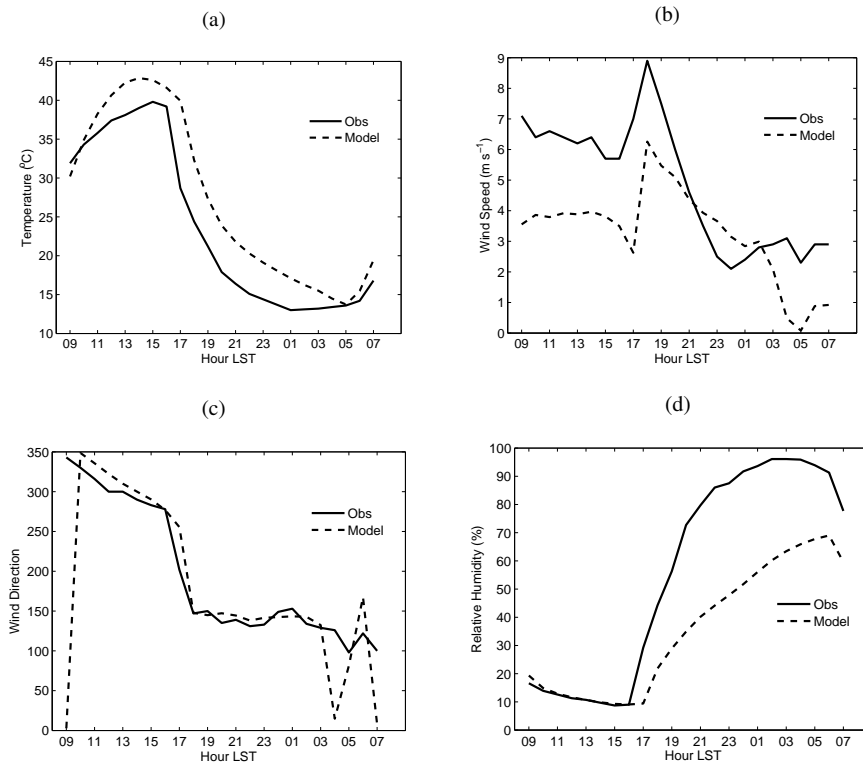 (a)
45
40
35
30
25
20
15
10
Temperature (⁰C)
Obs
Model
09 11 13 15 17 19 21 23 01 03 05 07
Hour LST
(b)
9
8
7
6
5
4
3
2
1
0
Wind Speed (m s⁻¹)
Obs
Model
09 11 13 15 17 19 21 23 01 03 05 07
Hour LST
(c)
350
300
250
200
150
100
50
0
Wind Direction
Obs
Model
09 11 13 15 17 19 21 23 01 03 05 07
Hour LST
(d)
100
90
80
70
60
50
40
30
20
10
0
Relative Humidity (%)
Obs
Model
09 11 13 15 17 19 21 23 01 03 05 07
Hour LST